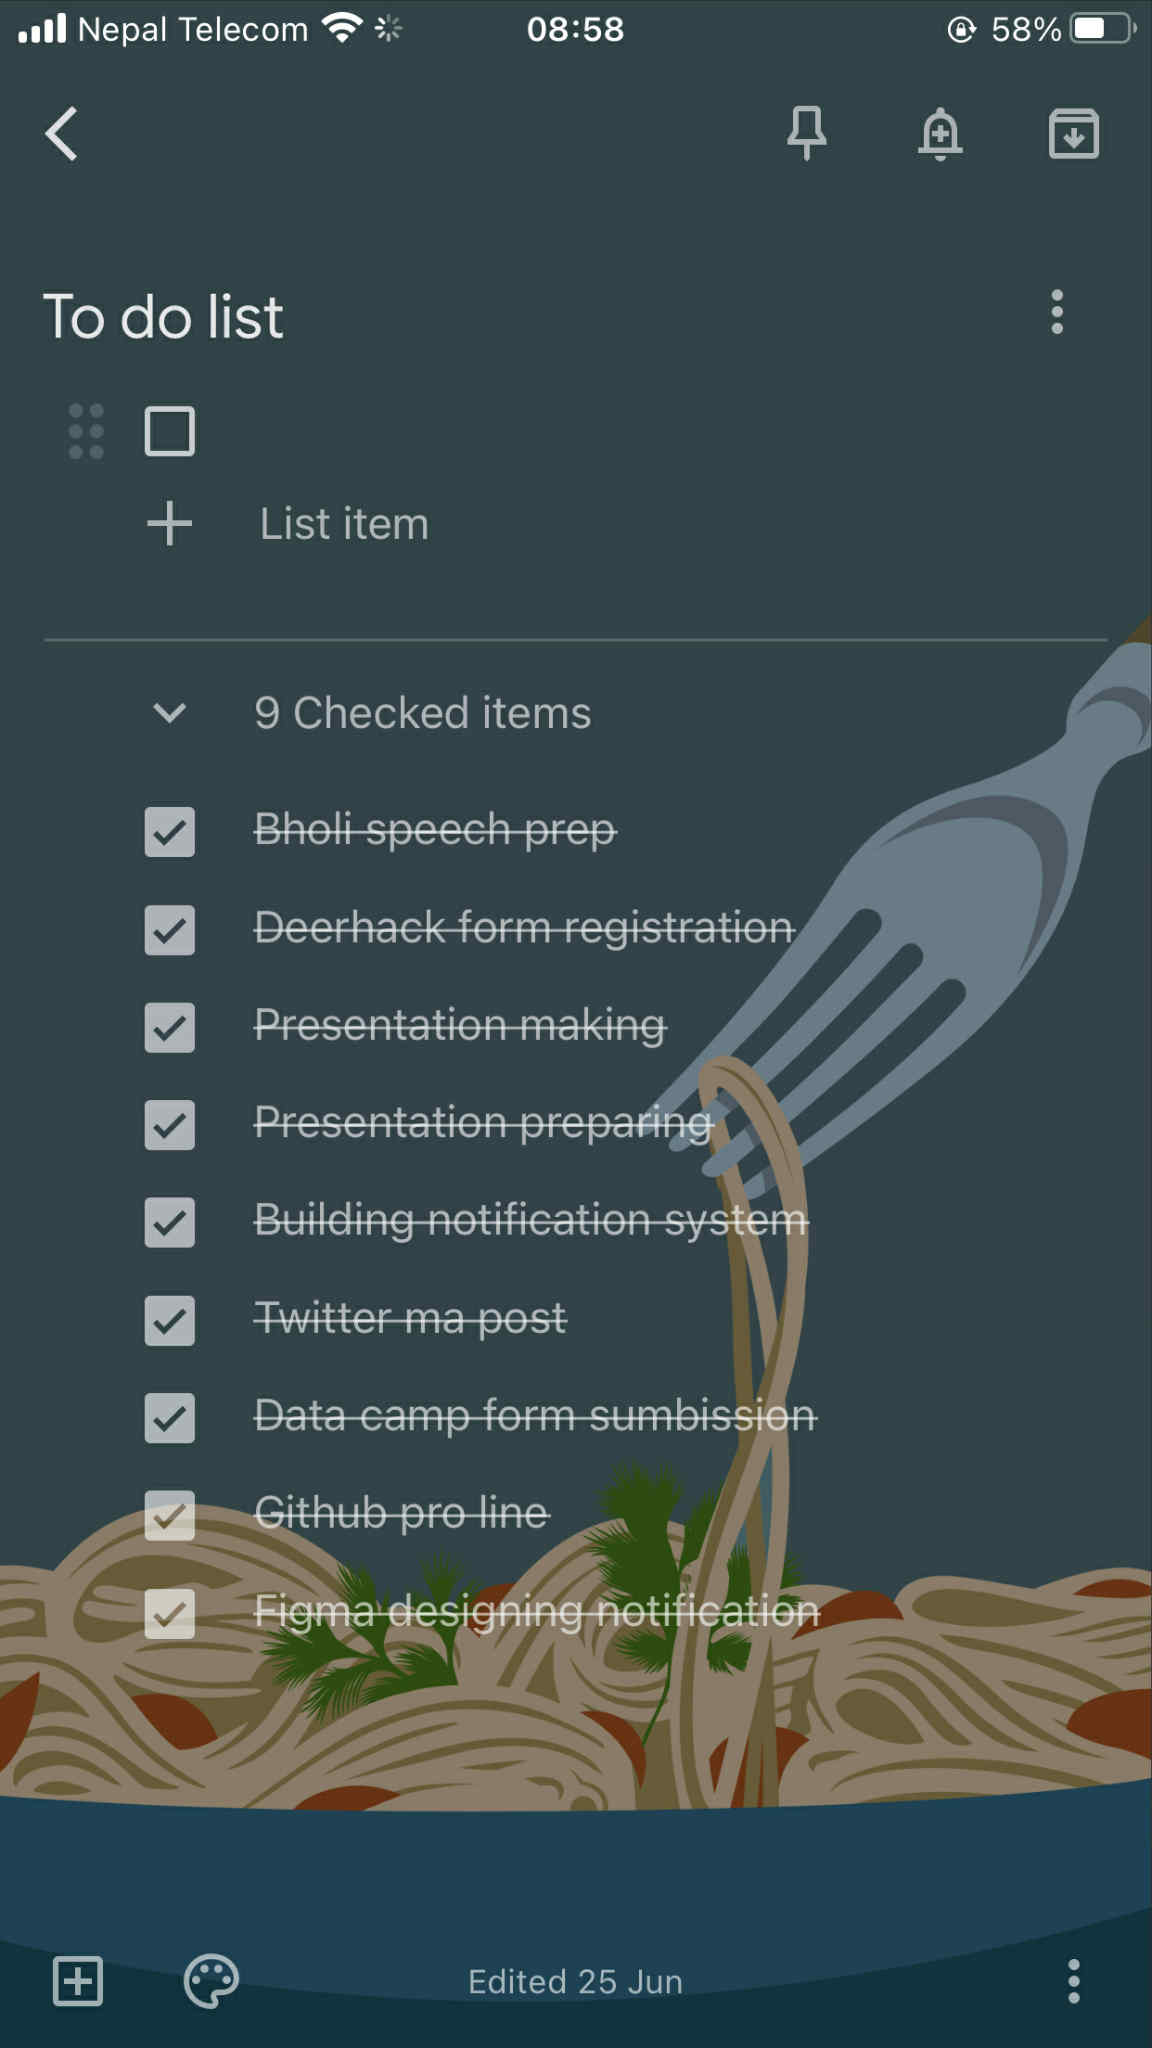 Nepal Telecom 08:58 58%
To do list
List item
9 Checked items
Bholi speech prep
Deerhack form registration
Presentation making
Presentation preparing
Building notification system
Twitter ma post
Data camp form sumbission
Github pro line
Figma designing notification
Edited 25 Jun